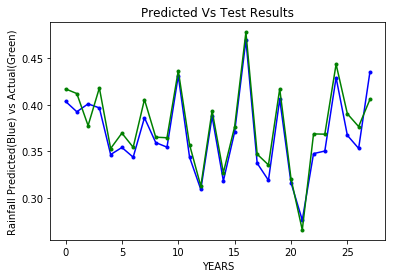 Predicted Vs Test Results
Rainfall Predicted(Blue) vs Actual(Green)
0.45
0.40
0.35
0.30
0 5 10 15 20 25
YEARS